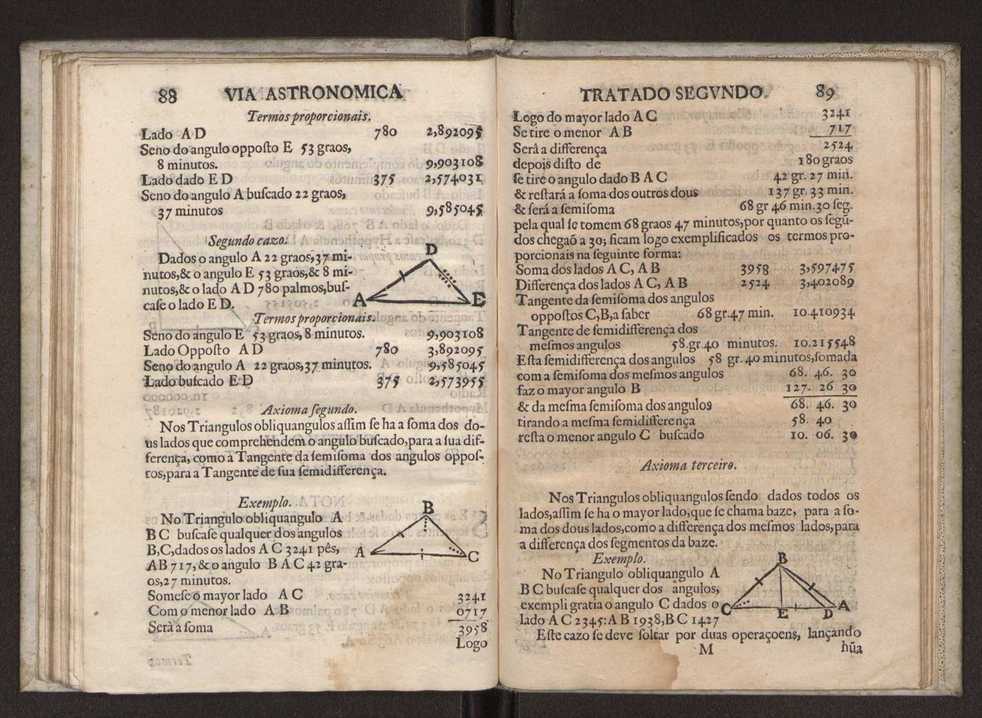 88 VIA ASTRONOMICA
Termos proporcionais.
Lado A D 780 2,892095
Seno do angulo oppoſto E 53 graos,
8 minutos. 9,903108
Lado dado E D 375 2,574031
Seno do angulo A buſcado 22 graos,
37 minutos 9,585045
Segundo cazo.
Dados o angulo A 22 graos,37 mi-
nutos,& o angulo E 53 graos,& 8 mi-
nutos,& o lado A D 780 palmos,buſ-
caſe o lado E D.
D
A E
Termos proporcionais.
Seno do angulo E 53 graos, 8 minutos. 9,903108
Lado Oppoſto A D 780 3,892095
Seno do angulo A 22 graos,37 minutos. 9,585045
Lado buſcado E D 375 2,573955
Axioma ſegundo.
Nos Triangulos obliquangulos aſſim ſe ha a ſoma dos do-
us lados que comprehendem o angulo buſcado,para a ſua dif-
ferença, como a Tangente da ſemiſoma dos angulos oppoſ-
tos,para a Tangente de ſua ſemidifferença.
Exemplo.
No Triangulo obliquangulo A
B C buſcaſe qualquer dos angulos
B,C,dados os lados A C 3241 pès,
AB 717,& o angulo B A C 42 gra-
os,27 minutos.
B
A C
Someſe o mayor lado A C 3241
Com o menor lado A B 0717
Serà a ſoma 3958
Logo
TRATADO SEGVNDO. 89
Logo do mayor lado A C 3241
Se tire o menor A B 717
Serà a differença 2524
depois diſto de 180 graos
ſe tire o angulo dado B A C 42 gr. 27 min.
& reſtarà a ſoma dos outros dous 137 gr. 33 min.
& ſerá a ſemiſoma 68 gr 46 min. 30 ſeg.
pela qual ſe tomem 68 graos 47 minutos,por quanto os ſegū-
dos chegaõ a 30; ficam logo exemplificados os termos pro-
porcionais na ſeguinte forma:
Soma dos lados A C, A B 3958 3,597475
Differença dos lados A C, A B 2524 3,402089
Tangente da ſemiſoma dos angulos
oppoſtos C,B,a ſaber 68 gr.47 min. 10.410934
Tangente de ſemidifferença dos
meſmos angulos 58.gr.40 minutos. 10.215548
Eſta ſemidifferença dos angulos 58 gr. 40 minutos,ſomada
com a ſemiſoma dos meſmos angulos 68. 46. 30
faz o mayor angulo B 127. 26 30
& da meſma ſemiſoma dos angulos 68. 46. 30
tirando a meſma ſemidifferença 58. 40
reſta o menor angulo C buſcado 10. 06. 30
Axioma terceiro.
Nos Triangulos obliquangulos ſendo dados todos os
lados,aſſim ſe ha o mayor lado,que ſe chama baze, para a ſo-
ma dos dous lados,como a differença dos meſmos lados,para
a differença dos ſegmentos da baze.
Exemplo.
No Triangulo obliquangulo A
B C buſcaſe qualquer dos angulos,
exempli gratia o angulo C dados o
lado A C 2345: A B 1938,B C 1427
B
C E D A
Eſte cazo ſe deve ſoltar por duas operaçoens, lançando
M hũa